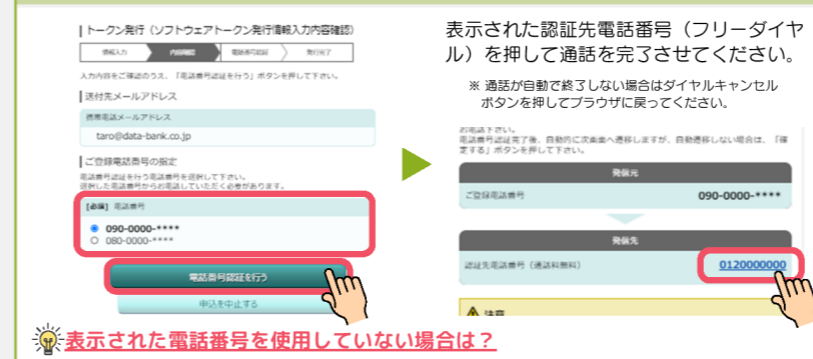 トークン発行（ソフトウェアトークン発行情報入力内容確認）
情報入力
内容確認
電話番号認証
発行完了
入力内容をご確認のうえ、「電話番号認証を行う」ボタンを押して下さい。
送付先メールアドレス
携帯電話メールアドレス
taro@data-bank.co.jp
ご登録電話番号の指定
電話番号認証を行う電話番号を選択して下さい。
選択した電話番号からお電話していただく必要があります。
[必須] 電話番号
090-0000-****
080-0000-****
電話番号認証を行う
申込を中止する
表示された認証先電話番号（フリーダイヤ
ル）を押して通話を完了させてください。
※ 通話が自動で終了しない場合はダイヤルキャンセル
ボタンを押してブラウザに戻ってください。
お電話下さい。
電話番号認証完了後、自動的に次画面へ遷移しますが、自動遷移しない場合は、「確
定する」ボタンを押して下さい。
発信元
ご登録電話番号
090-0000-****
発信先
認証先電話番号（通話料無料）
0120000000
注意
表示された電話番号を使用していない場合は？